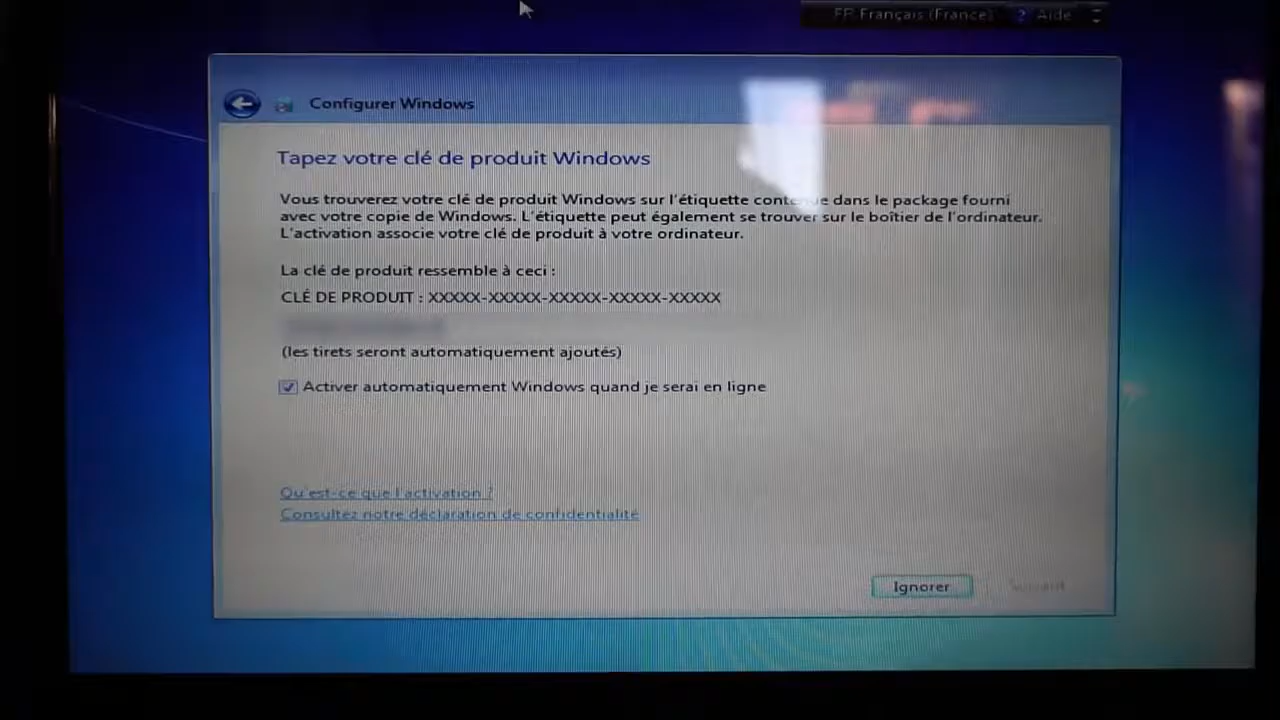 FR Français (France) ? Aide
Configurer Windows
Tapez votre clé de produit Windows
Vous trouverez votre clé de produit Windows sur l'étiquette contenue dans le package fourni
avec votre copie de Windows. L'étiquette peut également se trouver sur le boîtier de l'ordinateur.
L'activation associe votre clé de produit à votre ordinateur.
La clé de produit ressemble à ceci :
CLÉ DE PRODUIT : XXXXX-XXXXX-XXXXX-XXXXX-XXXXX
(les tirets seront automatiquement ajoutés)
Activer automatiquement Windows quand je serai en ligne
Qu'est-ce que l'activation ?
Consultez notre déclaration de confidentialité
Ignorer
Suivant